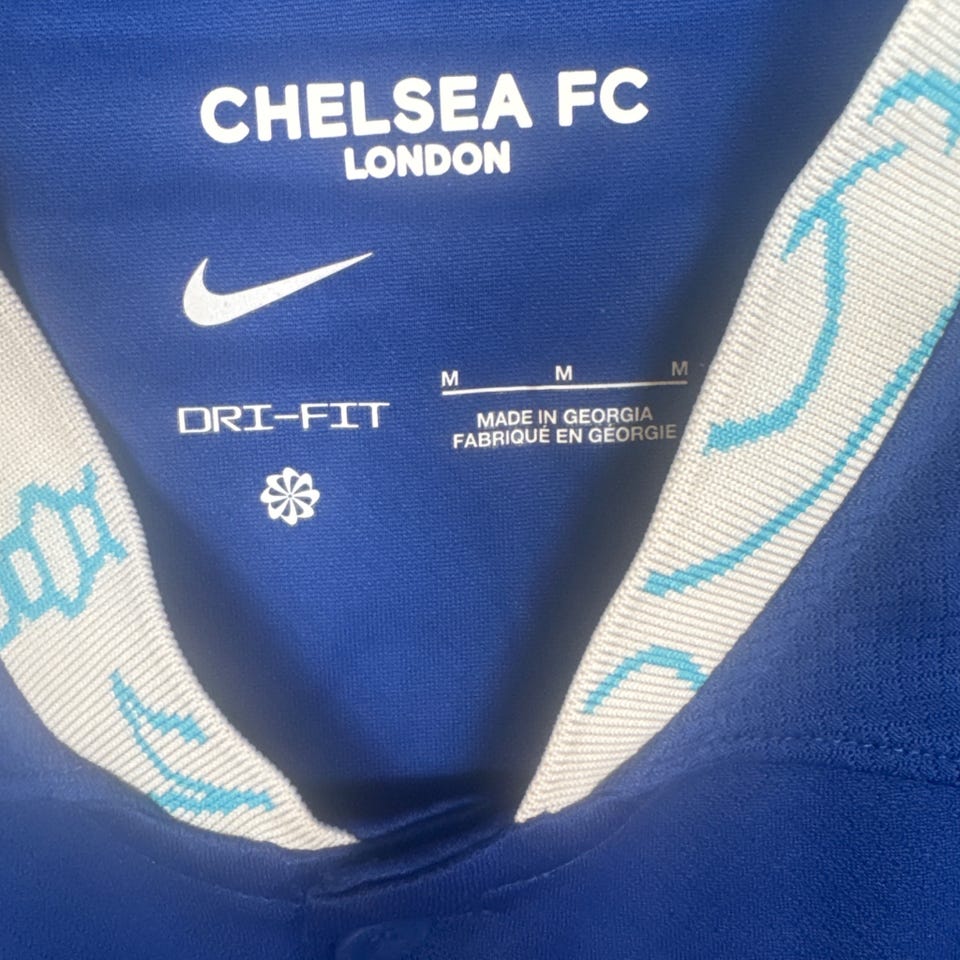 CHELSEA FC
LONDON
DRI-FIT
M M M
MADE IN GEORGIA
FABRIQUÉ EN GÉORGIE